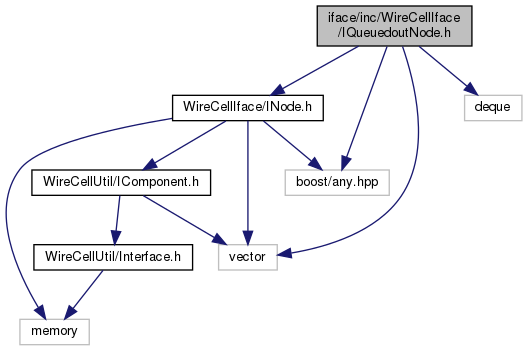 iface/inc/WireCellIface
/IQueuedoutNode.h
WireCellIface/INode.h
deque
WireCellUtil/IComponent.h
boost/any.hpp
WireCellUtil/Interface.h
vector
memory